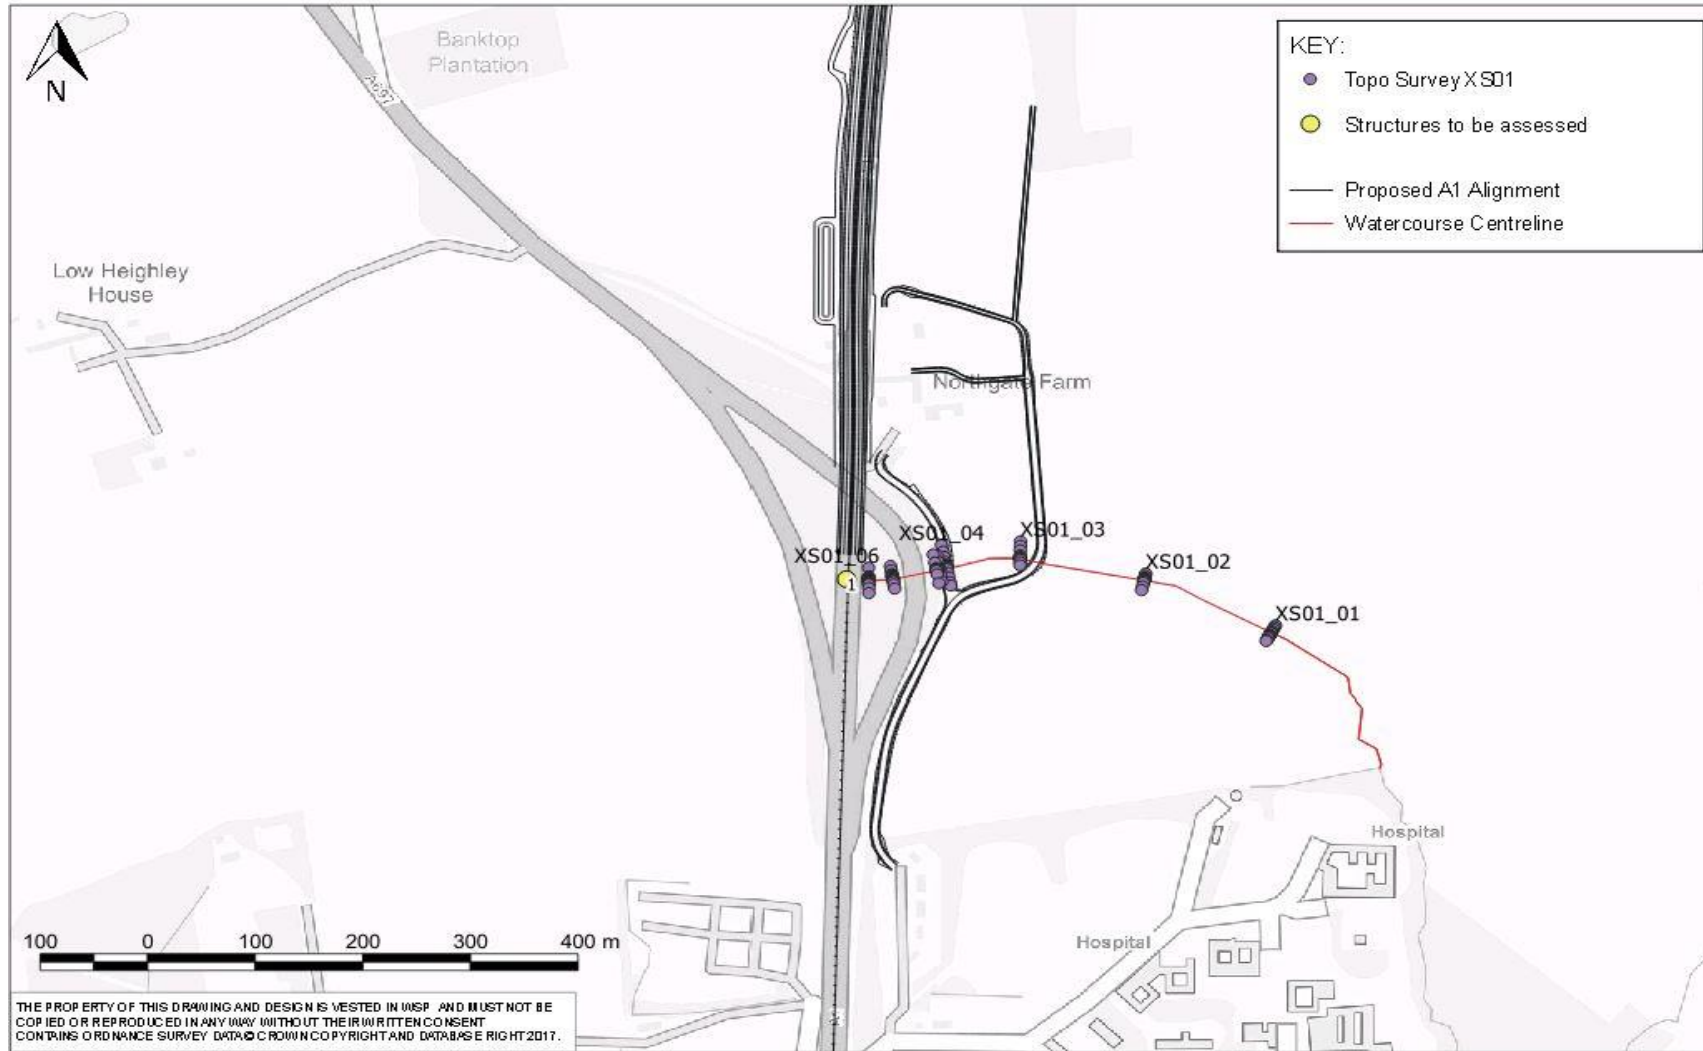 Banktop
Plantation
A697
N
KEY:
Topo Survey XS01
Structures to be assessed
Proposed A1 Alignment
Watercourse Centreline
Low Heighley
House
Northgate Farm
XS01_04
XS01_03
XS01_06
XS01_02
1
XS01_01
Hospital
Hospital
100 0 100 200 300 400 m
THE PROPERTY OF THIS DRAWING AND DESIGN IS VESTED IN WSP AND MUST NOT BE
COPIED OR REPRODUCED IN ANY WAY WITHOUT THEIR WRITTEN CONSENT
CONTAINS ORDNANCE SURVEY DATA © CROWN COPYRIGHT AND DATABASE RIGHT 2017.